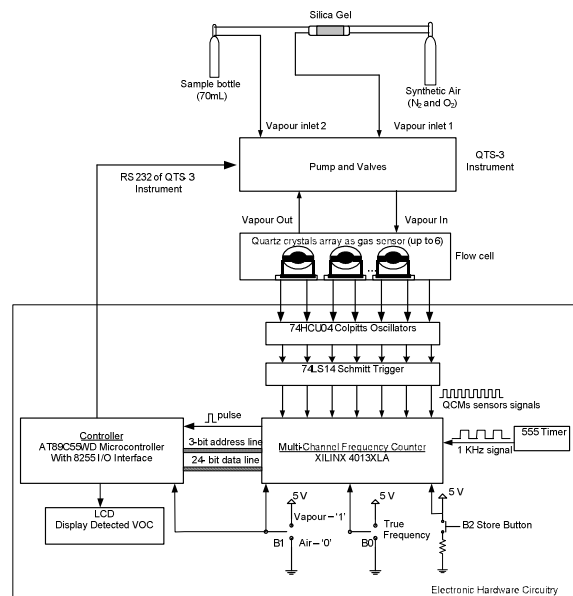 Silica Gel
Sample bottle
(70mL)
Synthetic Air
(N2 and O2)
Vapour inlet 2
Vapour inlet 1
Pump and Valves
QTS-3
Instrument
RS 232 of QTS- 3
Instrument
Vapour Out
Vapour In
Quartz crystals array as gas sensor (up to 6)
...
Flow cell
74HCU04 Colpitts Oscillators
74LS14 Schmitt Trigger
QCMs sensors signals
pulse
Controller
AT89C55WD Microcontroller
With 8255 I/O Interface
3-bit address line
24- bit data line
Multi-Channel Frequency Counter
XILINX 4013XLA
555 Timer
1 KHz signal
LCD
Display Detected VOC
5 V
5 V
5 V
Vapour – '1'
B1
Air – '0'
True
Frequency
B0
B2 Store Button
Electronic Hardware Circuitry